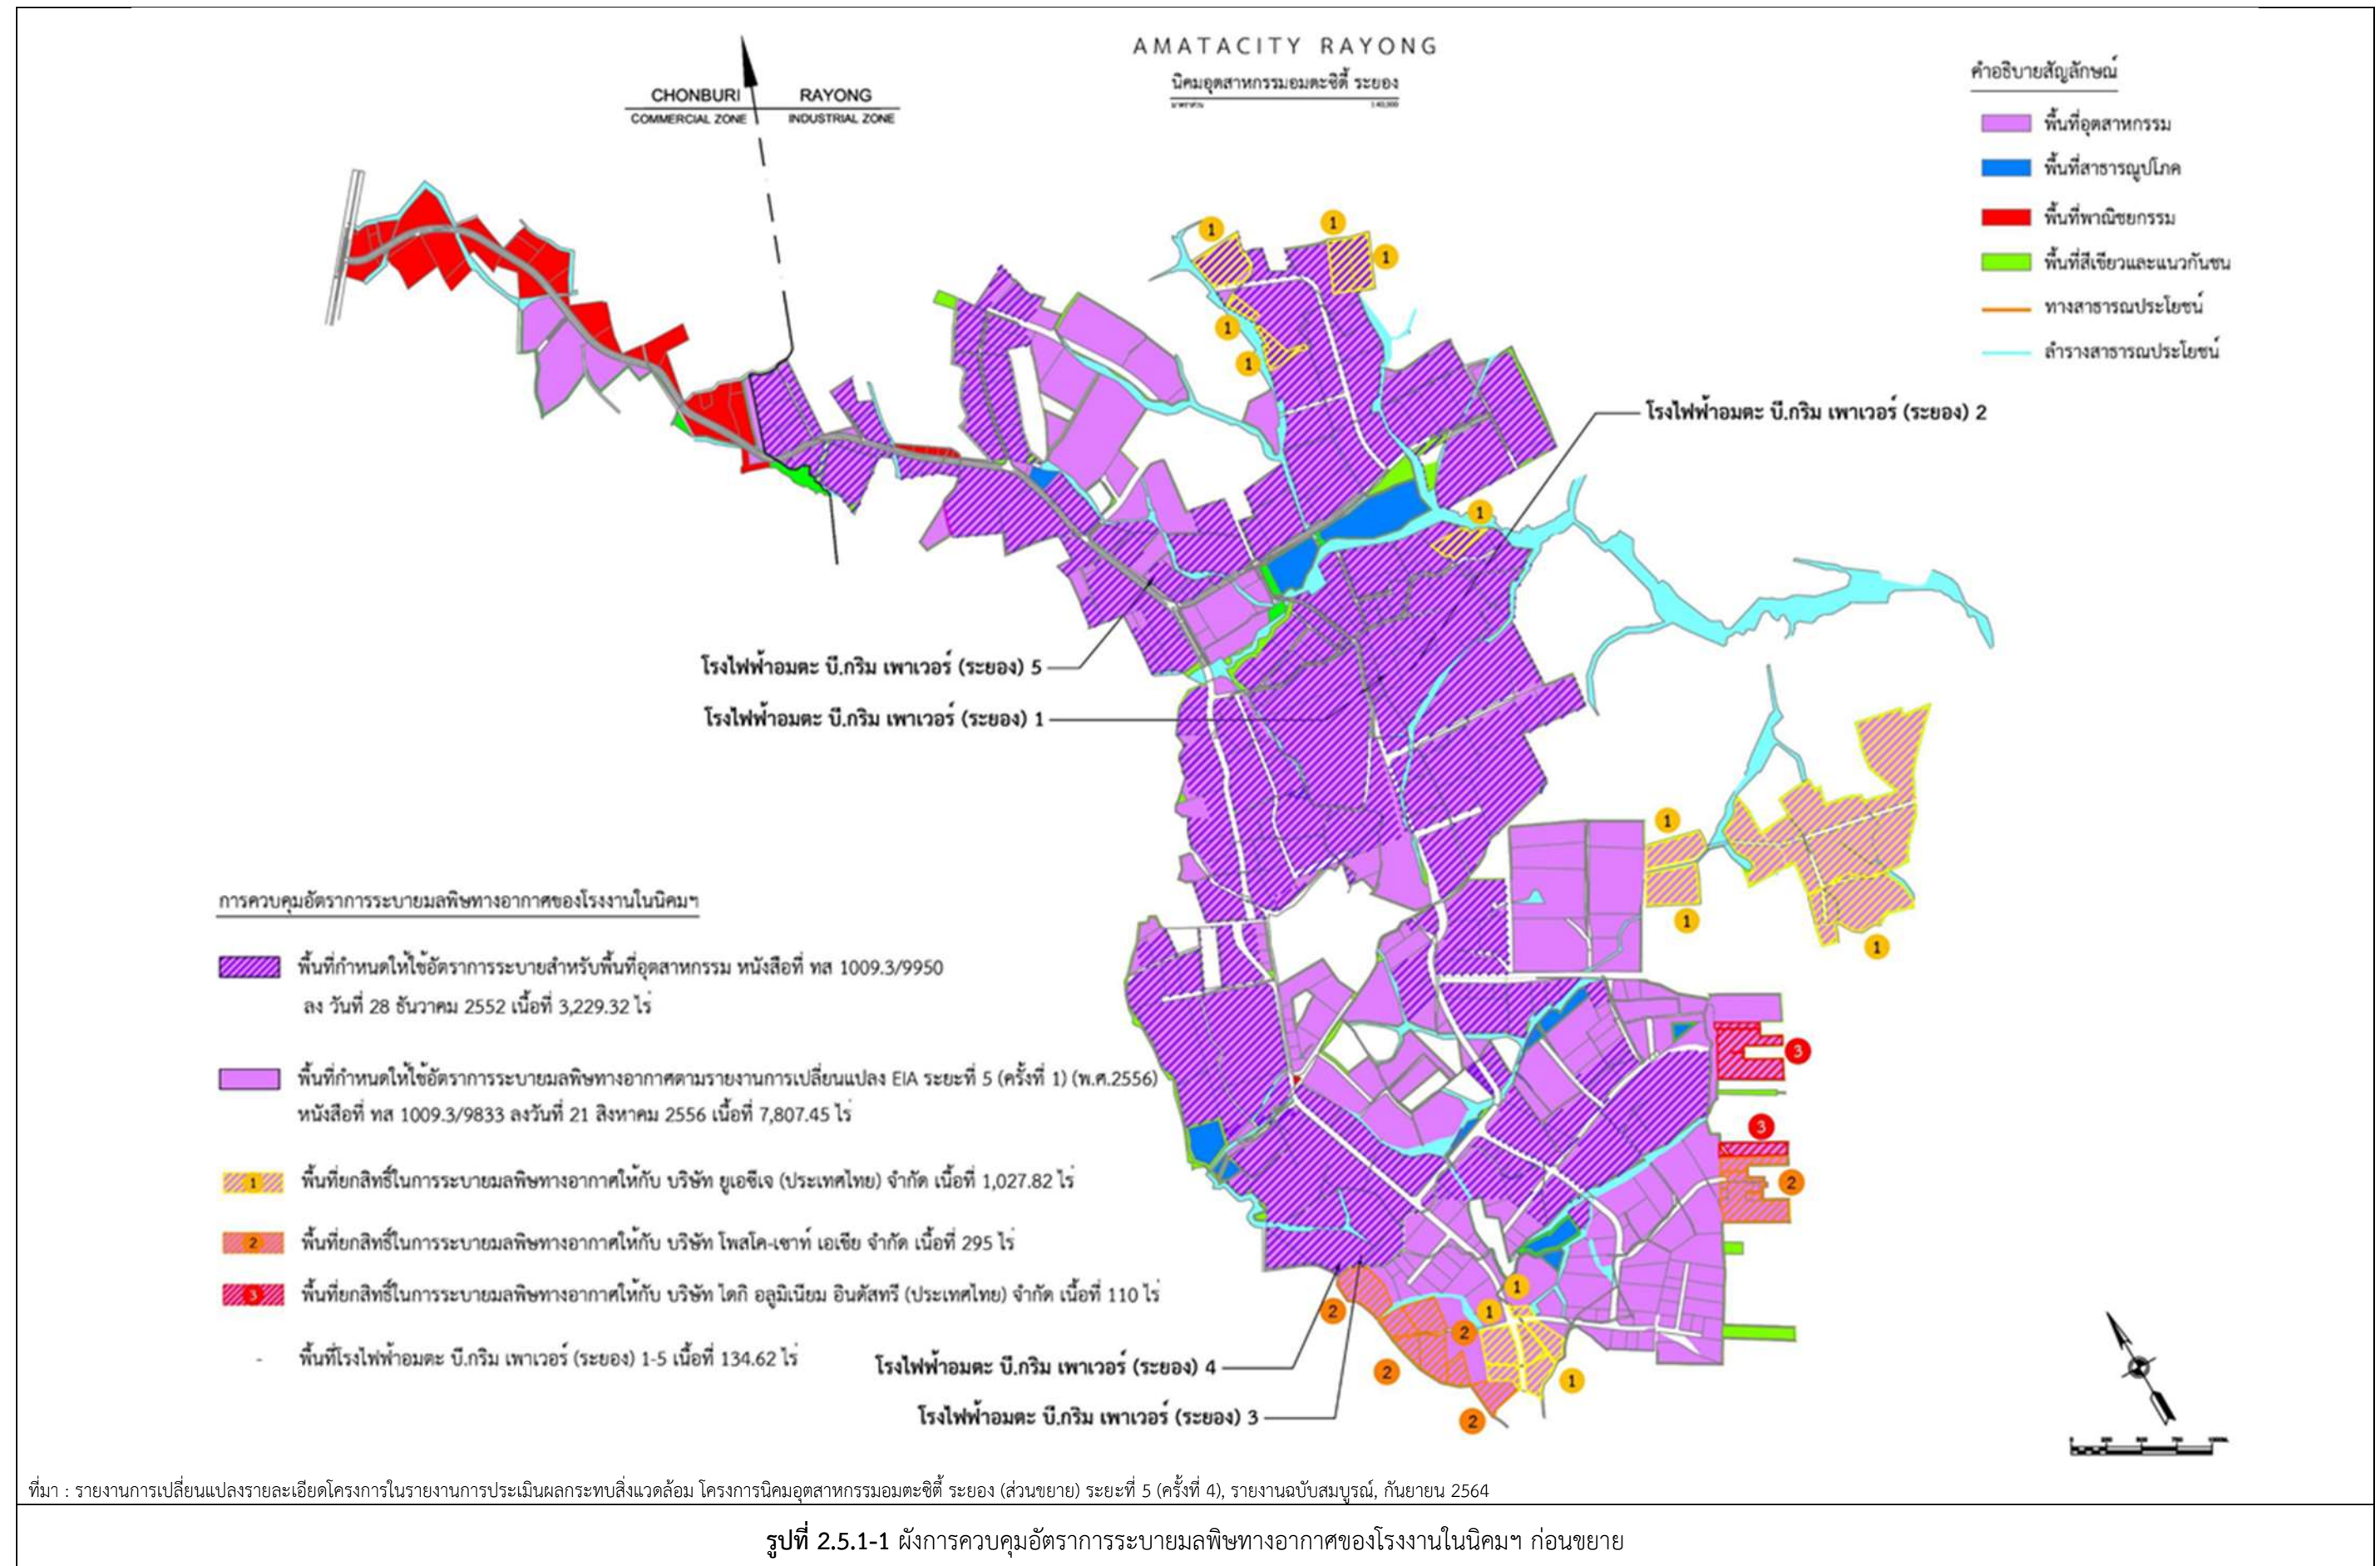 AMATACITY RAYONG
นิคมอุตสาหกรรมอมตะซิตี้ ระยอง
มาตราส่วน 1:40,000
CHONBURI RAYONG
COMMERCIAL ZONE INDUSTRIAL ZONE
คำอธิบายสัญลักษณ์
พื้นที่อุตสาหกรรม
พื้นที่สาธารณูปโภค
พื้นที่พาณิชยกรรม
พื้นที่สีเขียวและแนวกันชน
ทางสาธารณประโยชน์
ลำรางสาธารณประโยชน์
1
1
1
1
1
โรงไฟฟ้าอมตะ บี.กริม เพาเวอร์ (ระยอง) 2
1
โรงไฟฟ้าอมตะ บี.กริม เพาเวอร์ (ระยอง) 5
โรงไฟฟ้าอมตะ บี.กริม เพาเวอร์ (ระยอง) 1
1
1
1
3
3
2
การควบคุมอัตราการระบายมลพิษทางอากาศของโรงงานในนิคมฯ
พื้นที่กำหนดให้ใช้อัตราการระบายสำหรับพื้นที่อุตสาหกรรม หนังสือที่ ทส 1009.3/9950
ลง วันที่ 28 ธันวาคม 2552 เนื้อที่ 3,229.32 ไร่
พื้นที่กำหนดให้ใช้อัตราการระบายมลพิษทางอากาศตามรายงานการเปลี่ยนแปลง EIA ระยะที่ 5 (ครั้งที่ 1) (พ.ศ.2556)
หนังสือที่ ทส 1009.3/9833 ลงวันที่ 21 สิงหาคม 2556 เนื้อที่ 7,807.45 ไร่
1 พื้นที่ยกสิทธิ์ในการระบายมลพิษทางอากาศให้กับ บริษัท ยูเอซีเจ (ประเทศไทย) จำกัด เนื้อที่ 1,027.82 ไร่
2 พื้นที่ยกสิทธิ์ในการระบายมลพิษทางอากาศให้กับ บริษัท โพสโค-เซาท์ เอเชีย จำกัด เนื้อที่ 295 ไร่
3 พื้นที่ยกสิทธิ์ในการระบายมลพิษทางอากาศให้กับ บริษัท ไดกิ อลูมิเนียม อินดัสทรี (ประเทศไทย) จำกัด เนื้อที่ 110 ไร่
- พื้นที่โรงไฟฟ้าอมตะ บี.กริม เพาเวอร์ (ระยอง) 1-5 เนื้อที่ 134.62 ไร่
1
1
2
2
2
1
2
โรงไฟฟ้าอมตะ บี.กริม เพาเวอร์ (ระยอง) 4
โรงไฟฟ้าอมตะ บี.กริม เพาเวอร์ (ระยอง) 3
ที่มา : รายงานการเปลี่ยนแปลงรายละเอียดโครงการในรายงานการประเมินผลกระทบสิ่งแวดล้อม โครงการนิคมอุตสาหกรรมอมตะซิตี้ ระยอง (ส่วนขยาย) ระยะที่ 5 (ครั้งที่ 4), รายงานฉบับสมบูรณ์, กันยายน 2564
รูปที่ 2.5.1-1 ผังการควบคุมอัตราการระบายมลพิษทางอากาศของโรงงานในนิคมฯ ก่อนขยาย